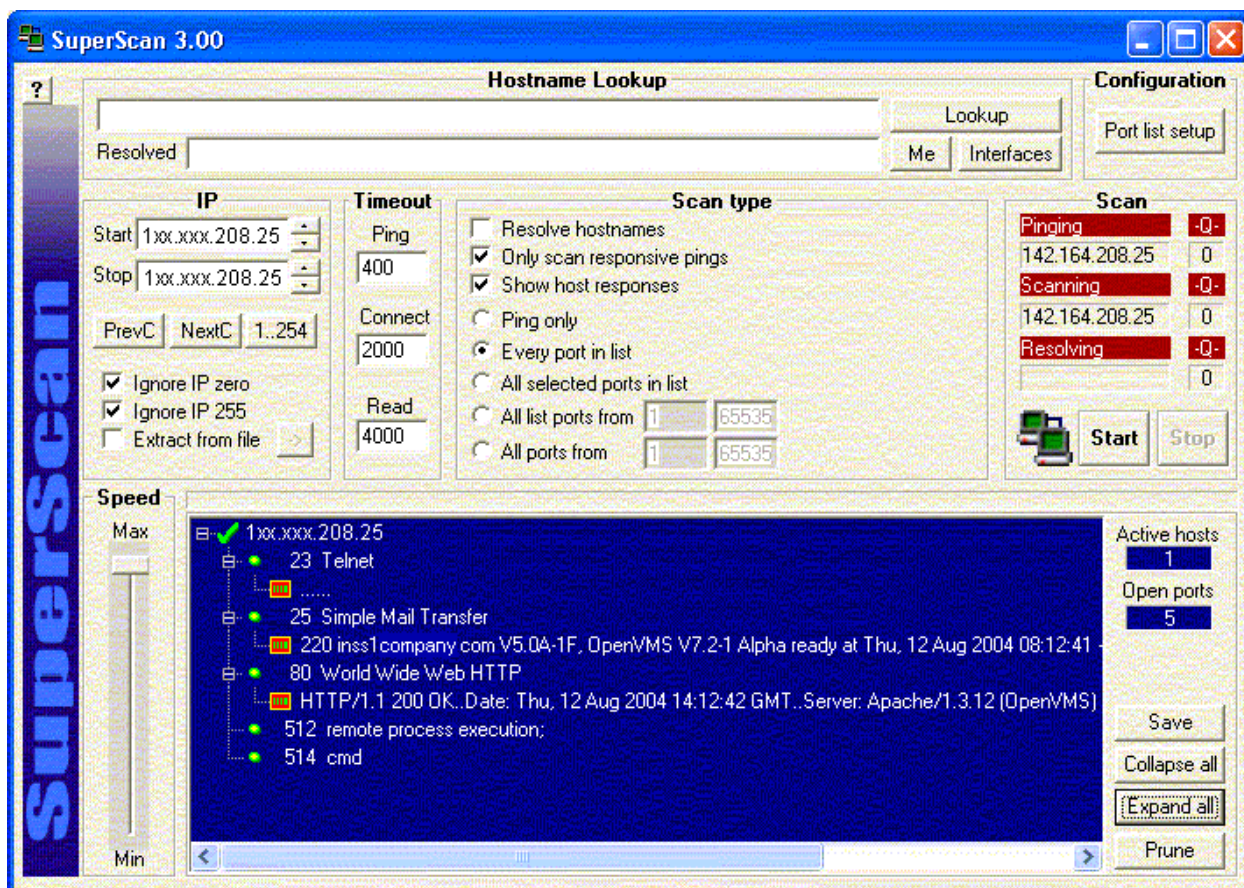 SuperScan 3.00
Hostname Lookup
Configuration
?
Lookup
Port list setup
Resolved
Me
Interfaces
IP
Timeout
Scan type
Scan
Start 1xx.xxx.208.25
Stop 1xx.xxx.208.25
PrevC
NextC
1..254
Ignore IP zero
Ignore IP 255
Extract from file
->
Ping
400
Connect
2000
Read
4000
Resolve hostnames
Only scan responsive pings
Show host responses
Ping only
Every port in list
All selected ports in list
All list ports from 1 65535
All ports from 1 65535
Pinging -Q-
142.164.208.25 0
Scanning -Q-
142.164.208.25 0
Resolving -Q-
0
Start
Stop
SuperScan
Speed
Max
Min
1xx.xxx.208.25
23 Telnet
......
25 Simple Mail Transfer
220 inss1company com V5.0A-1F, OpenVMS V7.2-1 Alpha ready at Thu, 12 Aug 2004 08:12:41 -
80 World Wide Web HTTP
HTTP/1.1 200 OK..Date: Thu, 12 Aug 2004 14:12:42 GMT..Server: Apache/1.3.12 (OpenVMS)
512 remote process execution;
514 cmd
Active hosts
1
Open ports
5
Save
Collapse all
Expand all
Prune